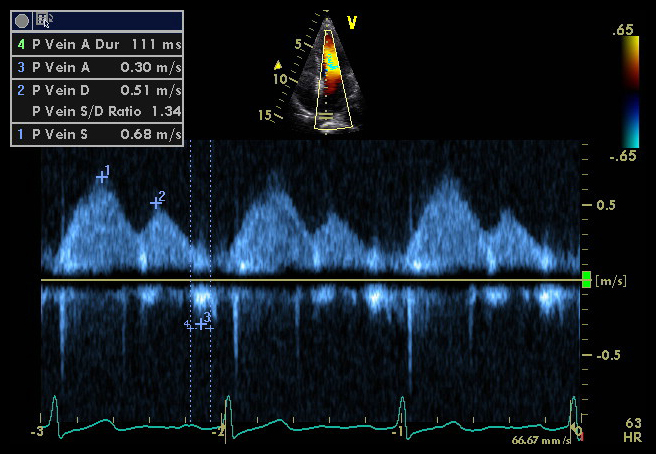 4 P Vein A Dur 111 ms
3 P Vein A 0.30 m/s
2 P Vein D 0.51 m/s
P Vein S/D Ratio 1.34
1 P Vein S 0.68 m/s
V
5
10
15
.65
-.65
1
2
0.5
[m/s]
3
4
-0.5
-3
-2
-1
0
66.67 mm/s
63
HR